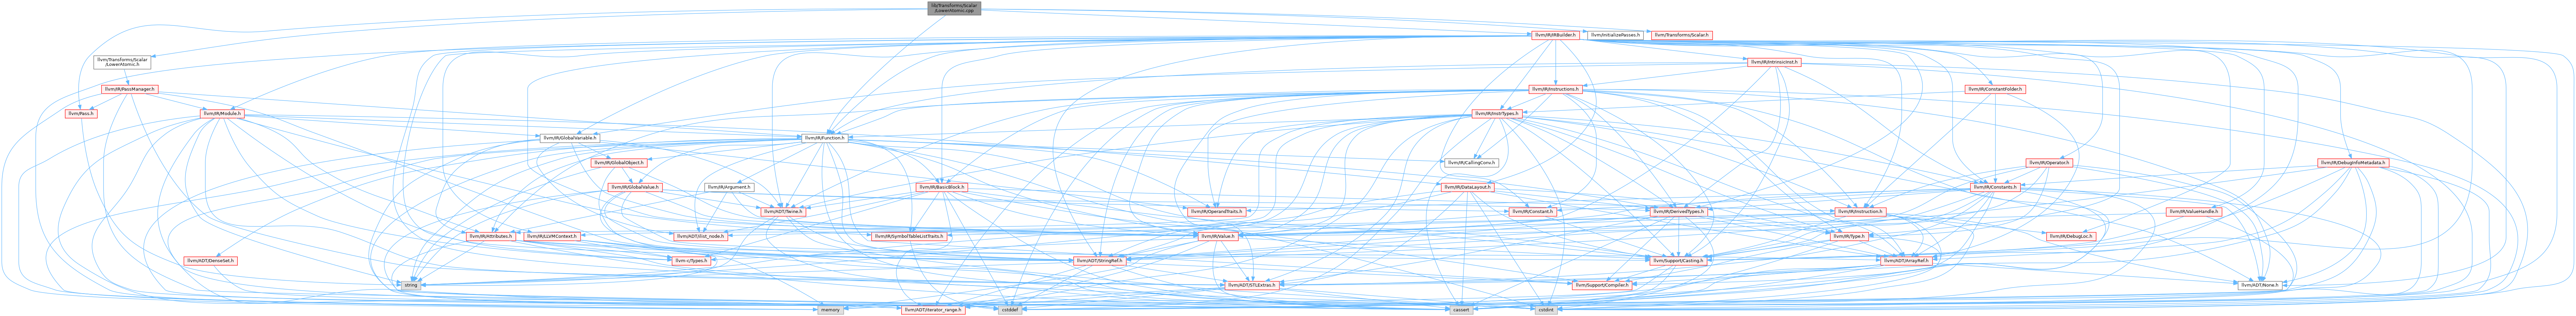 lib/Transforms/Scalar
/LowerAtomic.cpp
llvm/IR/IRBuilder.h
llvm/InitializePasses.h
llvm/Transforms/Scalar.h
llvm/Transforms/Scalar
/LowerAtomic.h
llvm/IR/IntrinsicInst.h
llvm/IR/PassManager.h
llvm/IR/Instructions.h
llvm/IR/ConstantFolder.h
llvm/Pass.h
llvm/IR/Module.h
llvm/IR/InstrTypes.h
llvm/IR/GlobalVariable.h
llvm/IR/Function.h
llvm/IR/GlobalObject.h
llvm/IR/CallingConv.h
llvm/IR/Operator.h
llvm/IR/DebugInfoMetadata.h
llvm/IR/GlobalValue.h
llvm/IR/Argument.h
llvm/IR/BasicBlock.h
llvm/IR/DataLayout.h
llvm/IR/Constants.h
llvm/ADT/Twine.h
llvm/IR/OperandTraits.h
llvm/IR/Constant.h
llvm/IR/DerivedTypes.h
llvm/IR/Instruction.h
llvm/IR/ValueHandle.h
llvm/IR/Attributes.h
llvm/IR/LLVMContext.h
llvm/ADT/ilist_node.h
llvm/IR/SymbolTableListTraits.h
llvm/IR/Value.h
llvm/IR/Type.h
llvm/IR/DebugLoc.h
llvm/ADT/DenseSet.h
llvm-c/Types.h
llvm/ADT/StringRef.h
llvm/Support/Casting.h
llvm/ADT/ArrayRef.h
string
llvm/ADT/STLExtras.h
llvm/Support/Compiler.h
llvm/ADT/None.h
memory
llvm/ADT/iterator_range.h
cstddef
cassert
cstdint